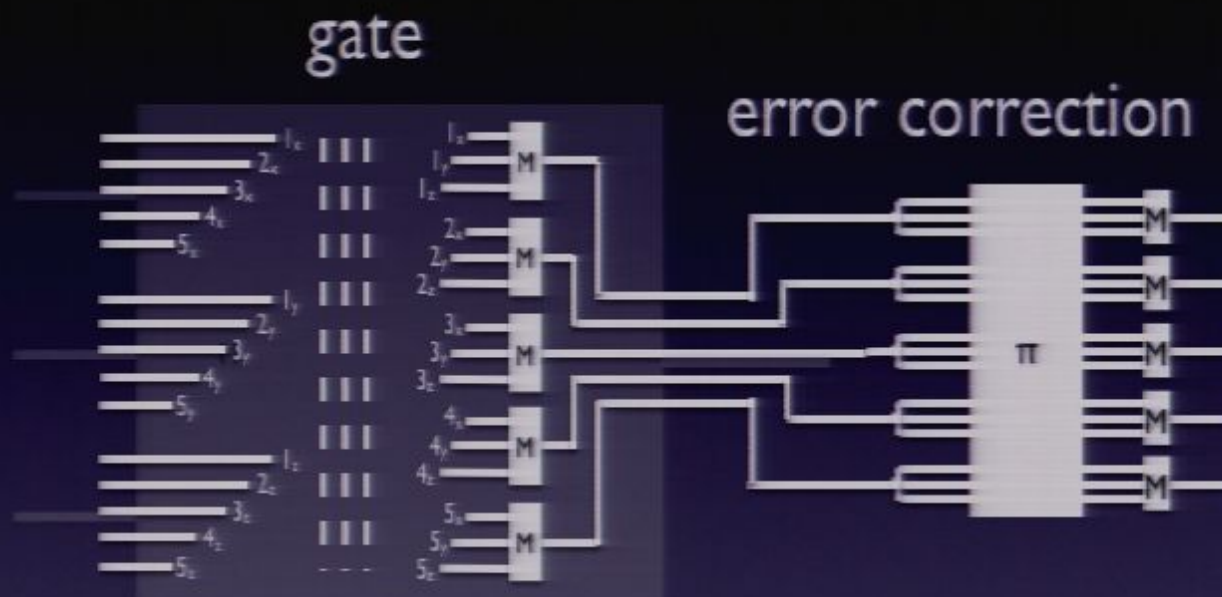 gate
error correction
1x
2x
3x
4x
5x
1y
2y
3y
4y
5y
1z
2z
3z
4z
5z
1x
1y M
1z
2x
2y M
2z
3x
3y M
3z
4x
4y M
4z
5x
5y M
5z
π
M
M
M
M
M